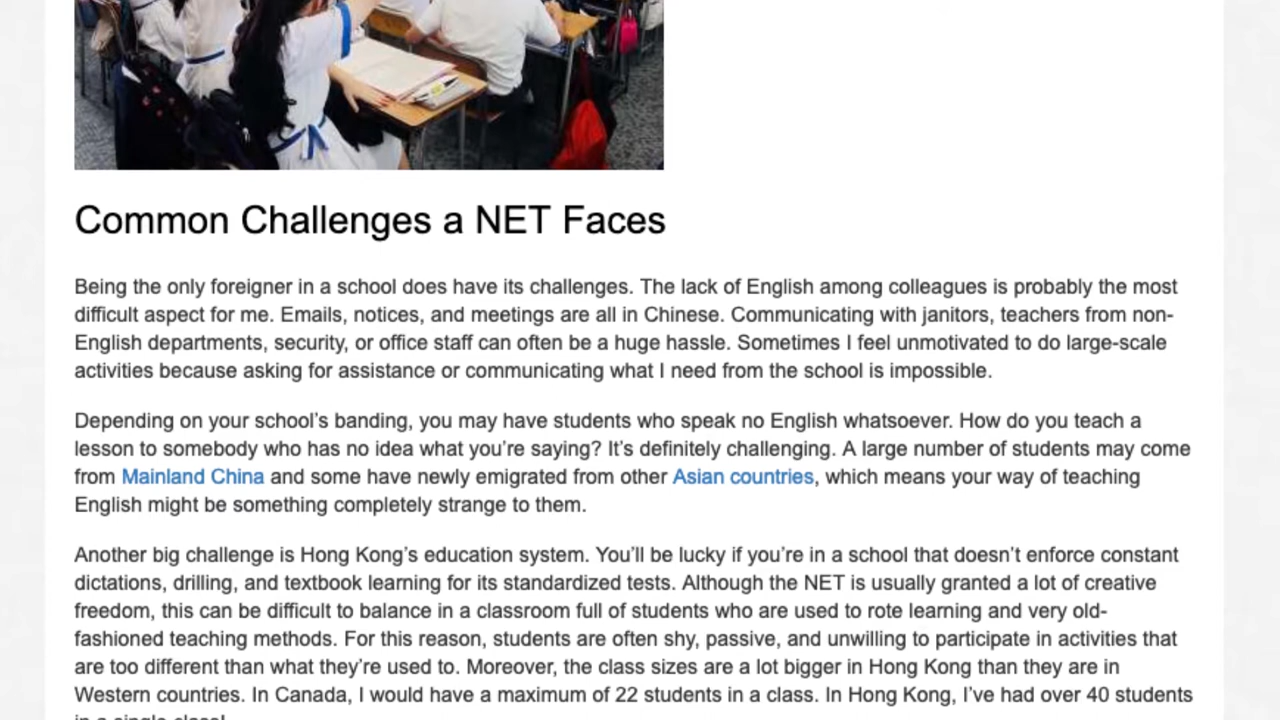 Common Challenges a NET Faces
Being the only foreigner in a school does have its challenges. The lack of English among colleagues is probably the most
difficult aspect for me. Emails, notices, and meetings are all in Chinese. Communicating with janitors, teachers from non-
English departments, security, or office staff can often be a huge hassle. Sometimes I feel unmotivated to do large-scale
activities because asking for assistance or communicating what I need from the school is impossible.
Depending on your school’s banding, you may have students who speak no English whatsoever. How do you teach a
lesson to somebody who has no idea what you’re saying? It’s definitely challenging. A large number of students may come
from Mainland China and some have newly emigrated from other Asian countries, which means your way of teaching
English might be something completely strange to them.
Another big challenge is Hong Kong’s education system. You’ll be lucky if you’re in a school that doesn’t enforce constant
dictations, drilling, and textbook learning for its standardized tests. Although the NET is usually granted a lot of creative
freedom, this can be difficult to balance in a classroom full of students who are used to rote learning and very old-
fashioned teaching methods. For this reason, students are often shy, passive, and unwilling to participate in activities that
are too different than what they’re used to. Moreover, the class sizes are a lot bigger in Hong Kong than they are in
Western countries. In Canada, I would have a maximum of 22 students in a class. In Hong Kong, I’ve had over 40 students
in a single class!